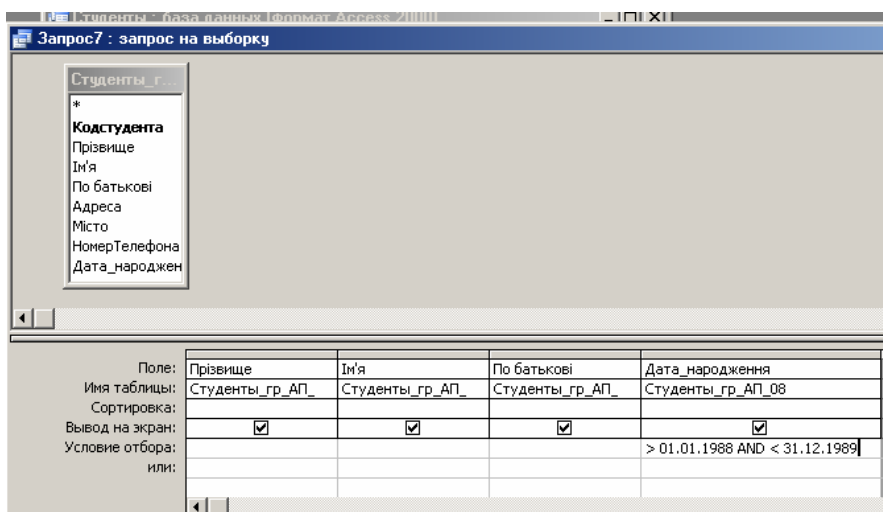 Студенты : база данных (формат Access 2000)
Запрос7 : запрос на выборку
Студенты_г...
*
Кодстудента
Прізвище
Ім'я
По батькові
Адреса
Місто
НомерТелефона
Дата_народжен
Поле: Прізвище Ім'я По батькові Дата_народження
Имя таблицы: Студенты_гр_АП_ Студенты_гр_АП_ Студенты_гр_АП_ Студенты_гр_АП_08
Сортировка:
Вывод на экран:
Условие отбора: > 01.01.1988 AND < 31.12.1989
или: